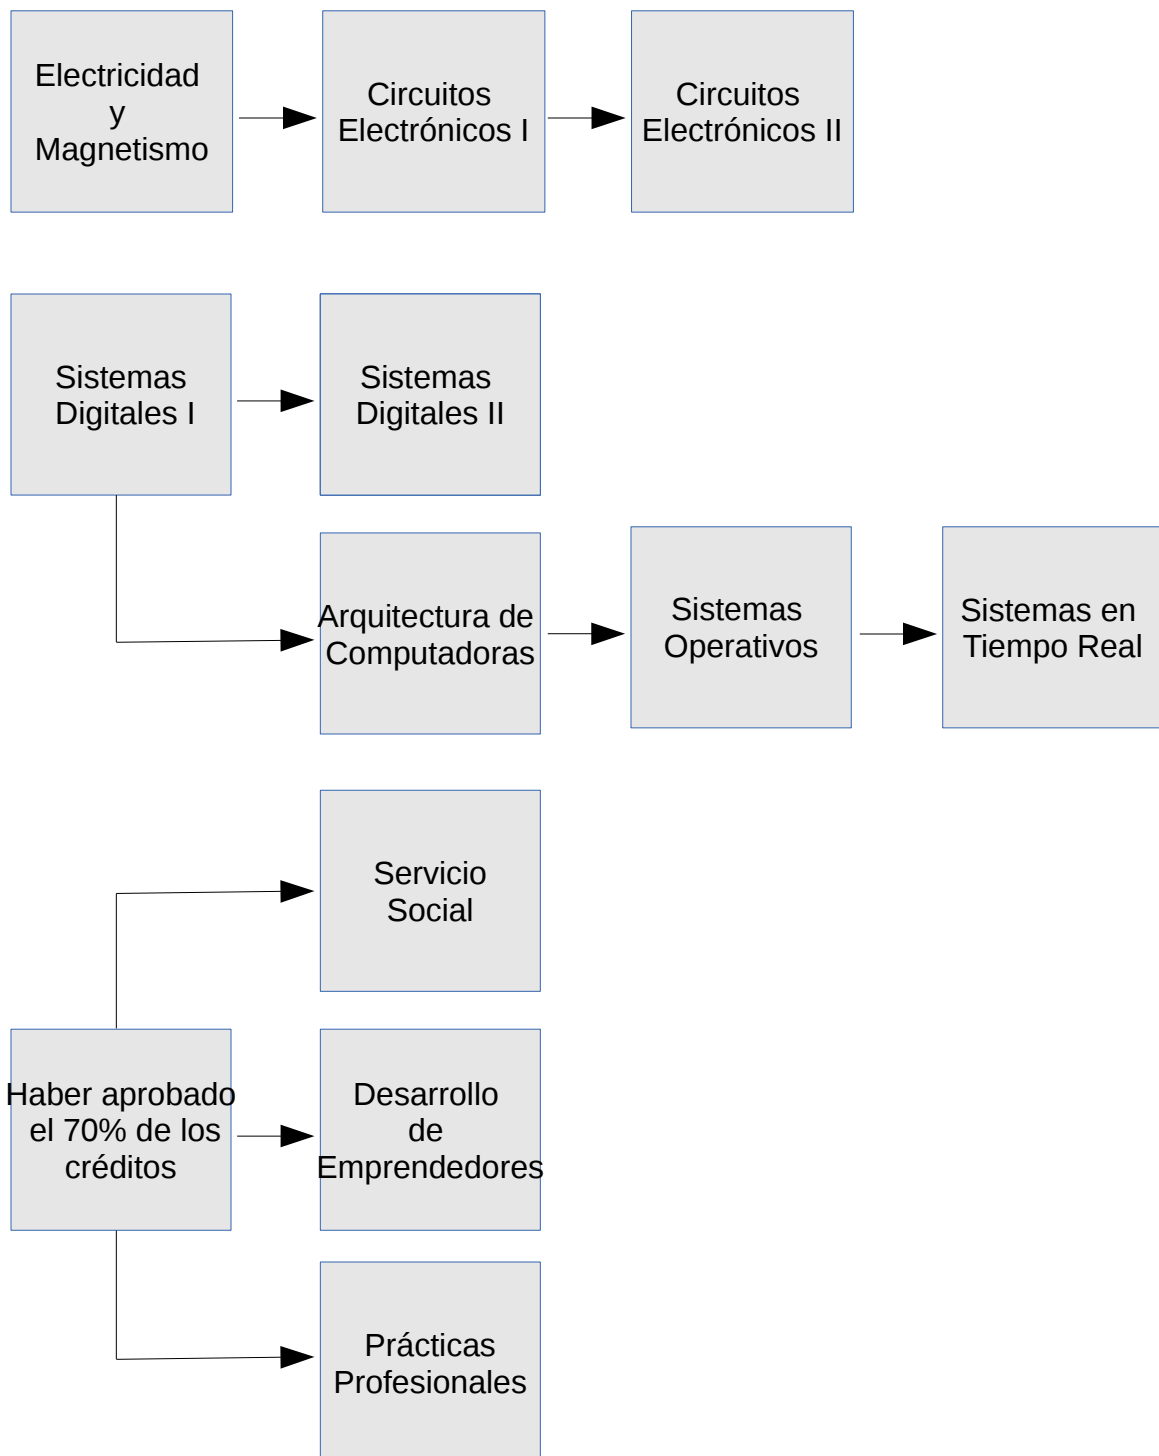 Electricidad
y
Magnetismo
Circuitos
Electrónicos I
Circuitos
Electrónicos II
Sistemas
Digitales I
Sistemas
Digitales II
Arquitectura de
Computadoras
Sistemas
Operativos
Sistemas en
Tiempo Real
Servicio
Social
Haber aprobado
el 70% de los
créditos
Desarrollo
de
Emprendedores
Prácticas
Profesionales